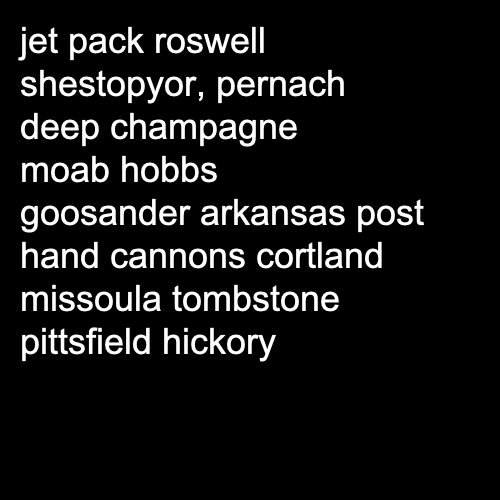 jet pack roswell
shestopyor, pernach
deep champagne
moab hobbs
goosander arkansas post
hand cannons cortland
missoula tombstone
pittsfield hickory